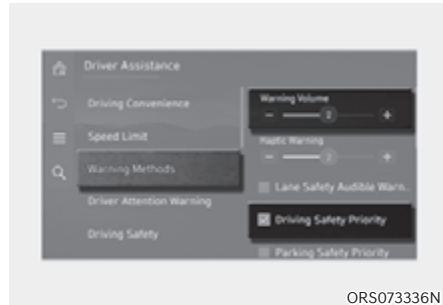 Driver Assistance
Driving Convenience
Speed Limit
Warning Methods
Driver Attention Warning
Driving Safety
Warning Volume
2
Haptic Warning
2
Lane Safety Audible Warn.
Driving Safety Priority
Parking Safety Priority
ORS073336N